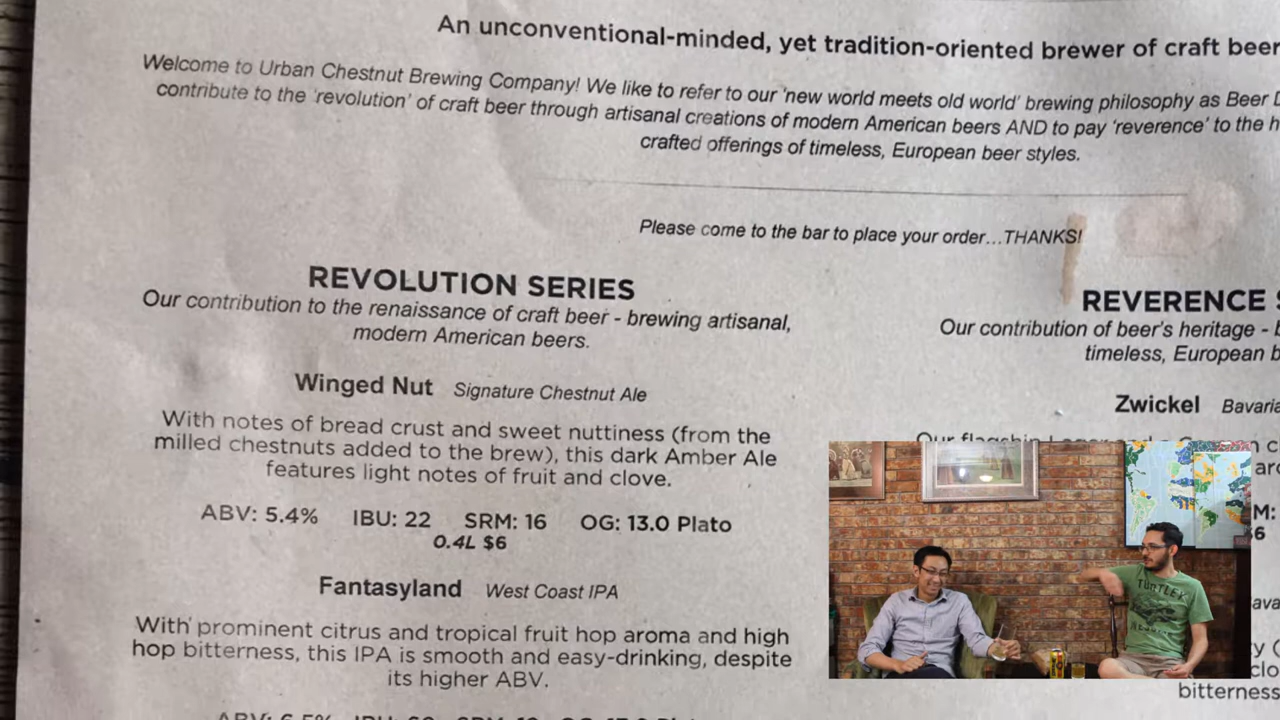 An unconventional-minded, yet tradition-oriented brewer of craft beer
Welcome to Urban Chestnut Brewing Company! We like to refer to our 'new world meets old world' brewing philosophy as Beer
contribute to the 'revolution' of craft beer through artisanal creations of modern American beers AND to pay 'reverence' to the
crafted offerings of timeless, European beer styles.
Please come to the bar to place your order...THANKS!
REVOLUTION SERIES
Our contribution to the renaissance of craft beer - brewing artisanal,
modern American beers.
Winged Nut Signature Chestnut Ale
With notes of bread crust and sweet nuttiness (from the
milled chestnuts added to the brew), this dark Amber Ale
features light notes of fruit and clove.
ABV: 5.4% IBU: 22 SRM: 16 OG: 13.0 Plato
0.4L $6
Fantasyland West Coast IPA
With prominent citrus and tropical fruit hop aroma and high
hop bitterness, this IPA is smooth and easy-drinking, despite
its higher ABV.
REVERENCE
Our contribution of beer's heritage -
timeless, European
Zwickel
Our flagship
bitterness
TURTLEY